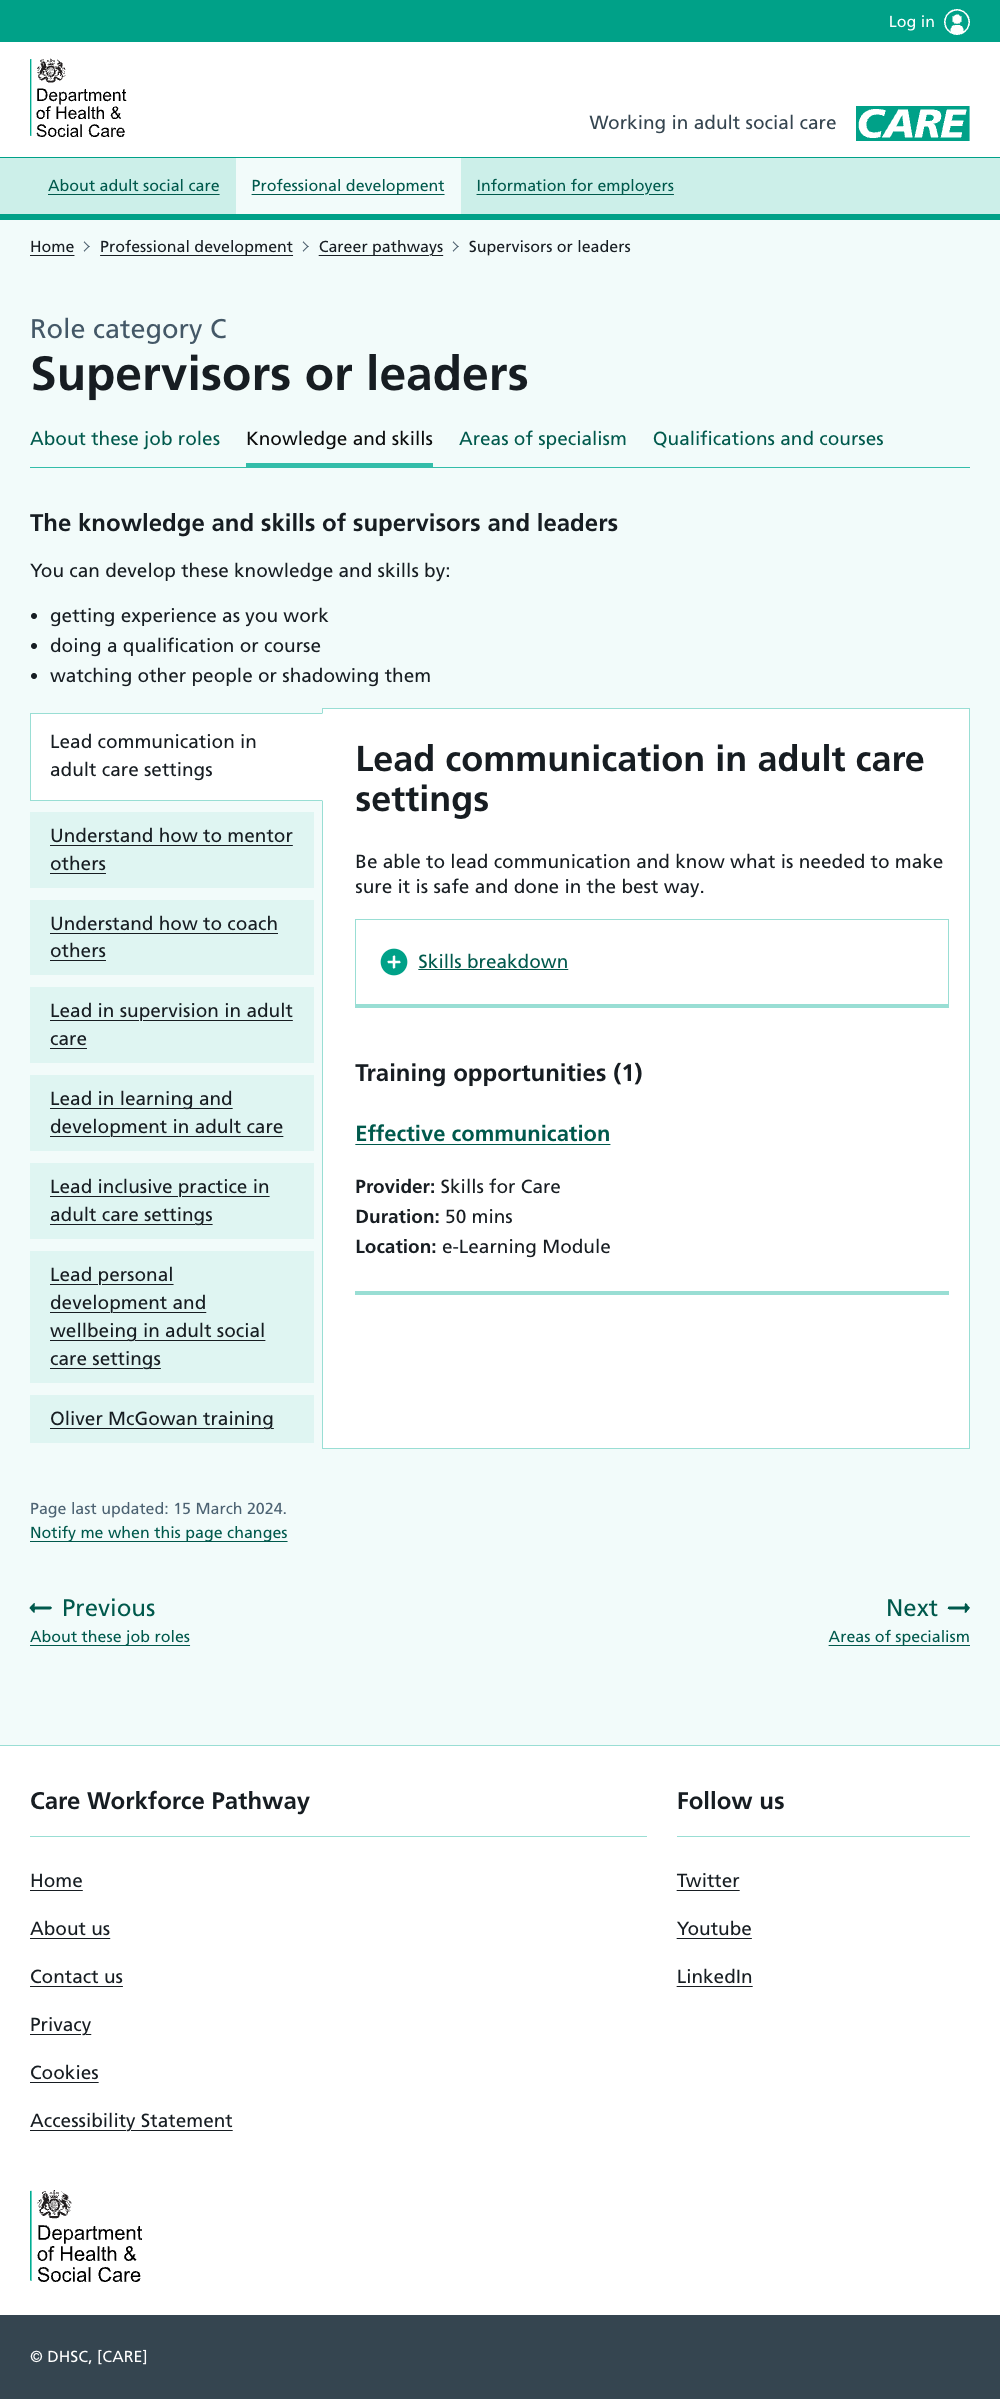 Log in
Department
of Health &
Social Care
Working in adult social care
CARE
About adult social care
Professional development
Information for employers
Home
Professional development
Career pathways
Supervisors or leaders
Role category C
Supervisors or leaders
About these job roles
Knowledge and skills
Areas of specialism
Qualifications and courses
The knowledge and skills of supervisors and leaders
You can develop these knowledge and skills by:
• getting experience as you work
• doing a qualification or course
• watching other people or shadowing them
Lead communication in
adult care settings
Understand how to mentor
others
Understand how to coach
others
Lead in supervision in adult
care
Lead in learning and
development in adult care
Lead inclusive practice in
adult care settings
Lead personal
development and
wellbeing in adult social
care settings
Oliver McGowan training
Lead communication in adult care
settings
Be able to lead communication and know what is needed to make
sure it is safe and done in the best way.
Skills breakdown
Training opportunities (1)
Effective communication
Provider: Skills for Care
Duration: 50 mins
Location: e-Learning Module
Page last updated: 15 March 2024.
Notify me when this page changes
Previous
About these job roles
Next
Areas of specialism
Care Workforce Pathway
Home
About us
Contact us
Privacy
Cookies
Accessibility Statement
Follow us
Twitter
Youtube
LinkedIn
Department
of Health &
Social Care
© DHSC, [CARE]